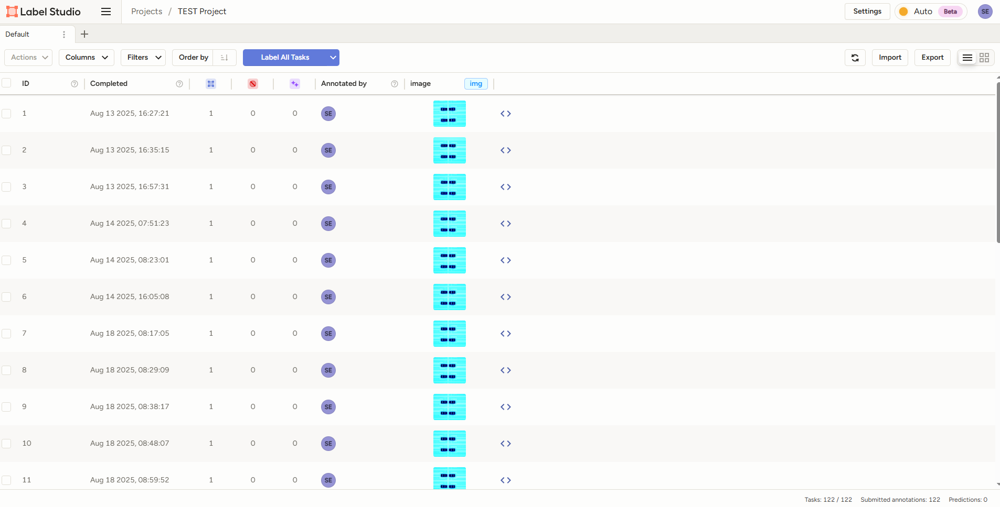 Label Studio
Projects / TEST Project
Settings
Auto Beta
SE
Default
Actions
Columns
Filters
Order by
Label All Tasks
Import
Export
ID Completed Annotated by image img
1 Aug 13 2025, 16:27:21 1 0 0 SE
2 Aug 13 2025, 16:35:15 1 0 0 SE
3 Aug 13 2025, 16:57:31 1 0 0 SE
4 Aug 14 2025, 07:51:23 1 0 0 SE
5 Aug 14 2025, 08:23:01 1 0 0 SE
6 Aug 14 2025, 16:05:08 1 0 0 SE
7 Aug 18 2025, 08:17:05 1 0 0 SE
8 Aug 18 2025, 08:29:09 1 0 0 SE
9 Aug 18 2025, 08:38:17 1 0 0 SE
10 Aug 18 2025, 08:48:07 1 0 0 SE
11 Aug 18 2025, 08:59:52 1 0 0 SE
Tasks: 122 / 122 Submitted annotations: 122 Predictions: 0